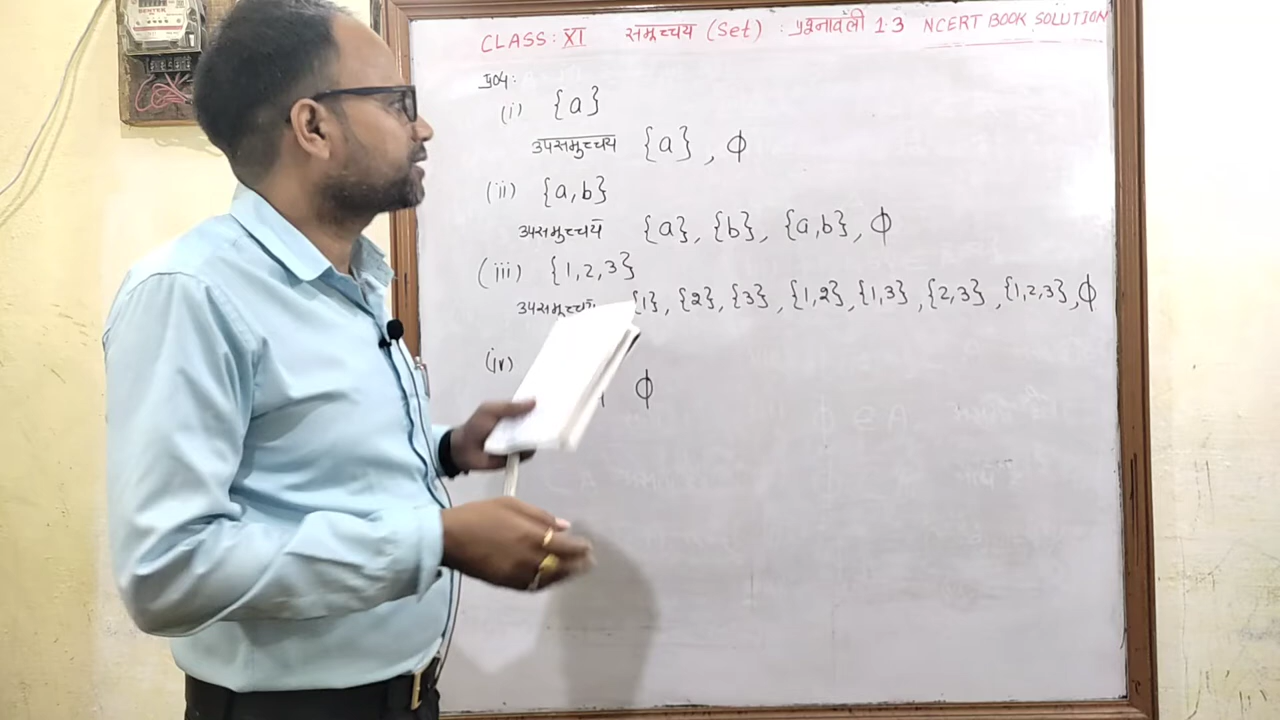 CLASS: XI समुच्चय (Set) : प्रश्नावली 1·3 NCERT BOOK SOLUTION
प्र०4:
(i) {a}
उपसमुच्चय {a}, ϕ
(ii) {a,b}
उपसमुच्चय {a}, {b}, {a,b}, ϕ
(iii) {1,2,3}
उपसमुच्चय {1}, {2}, {3}, {1,2}, {1,3}, {2,3}, {1,2,3}, ϕ
(iv)
ϕ